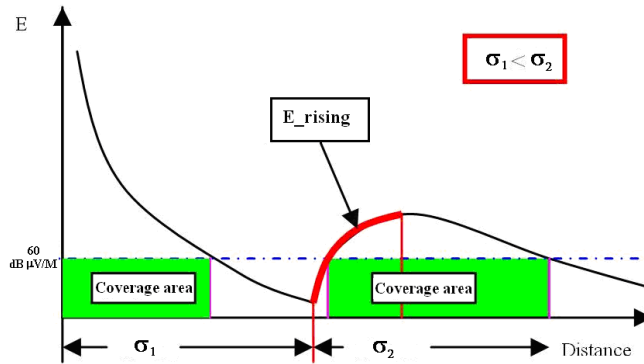 E
σ1 < σ2
E_rising
60
dB µV/M
Coverage area
Coverage area
σ1
σ2
Distance